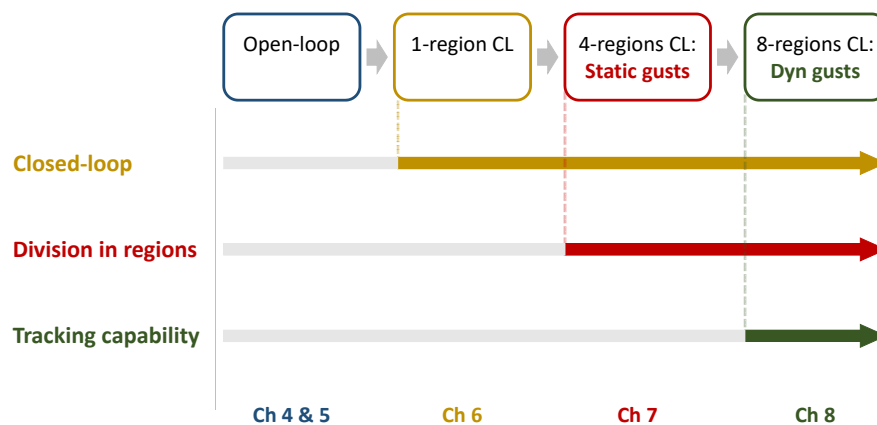 Open-loop
1-region CL
4-regions CL:
Static gusts
8-regions CL:
Dyn gusts
Closed-loop
Division in regions
Tracking capability
Ch 4 & 5
Ch 6
Ch 7
Ch 8